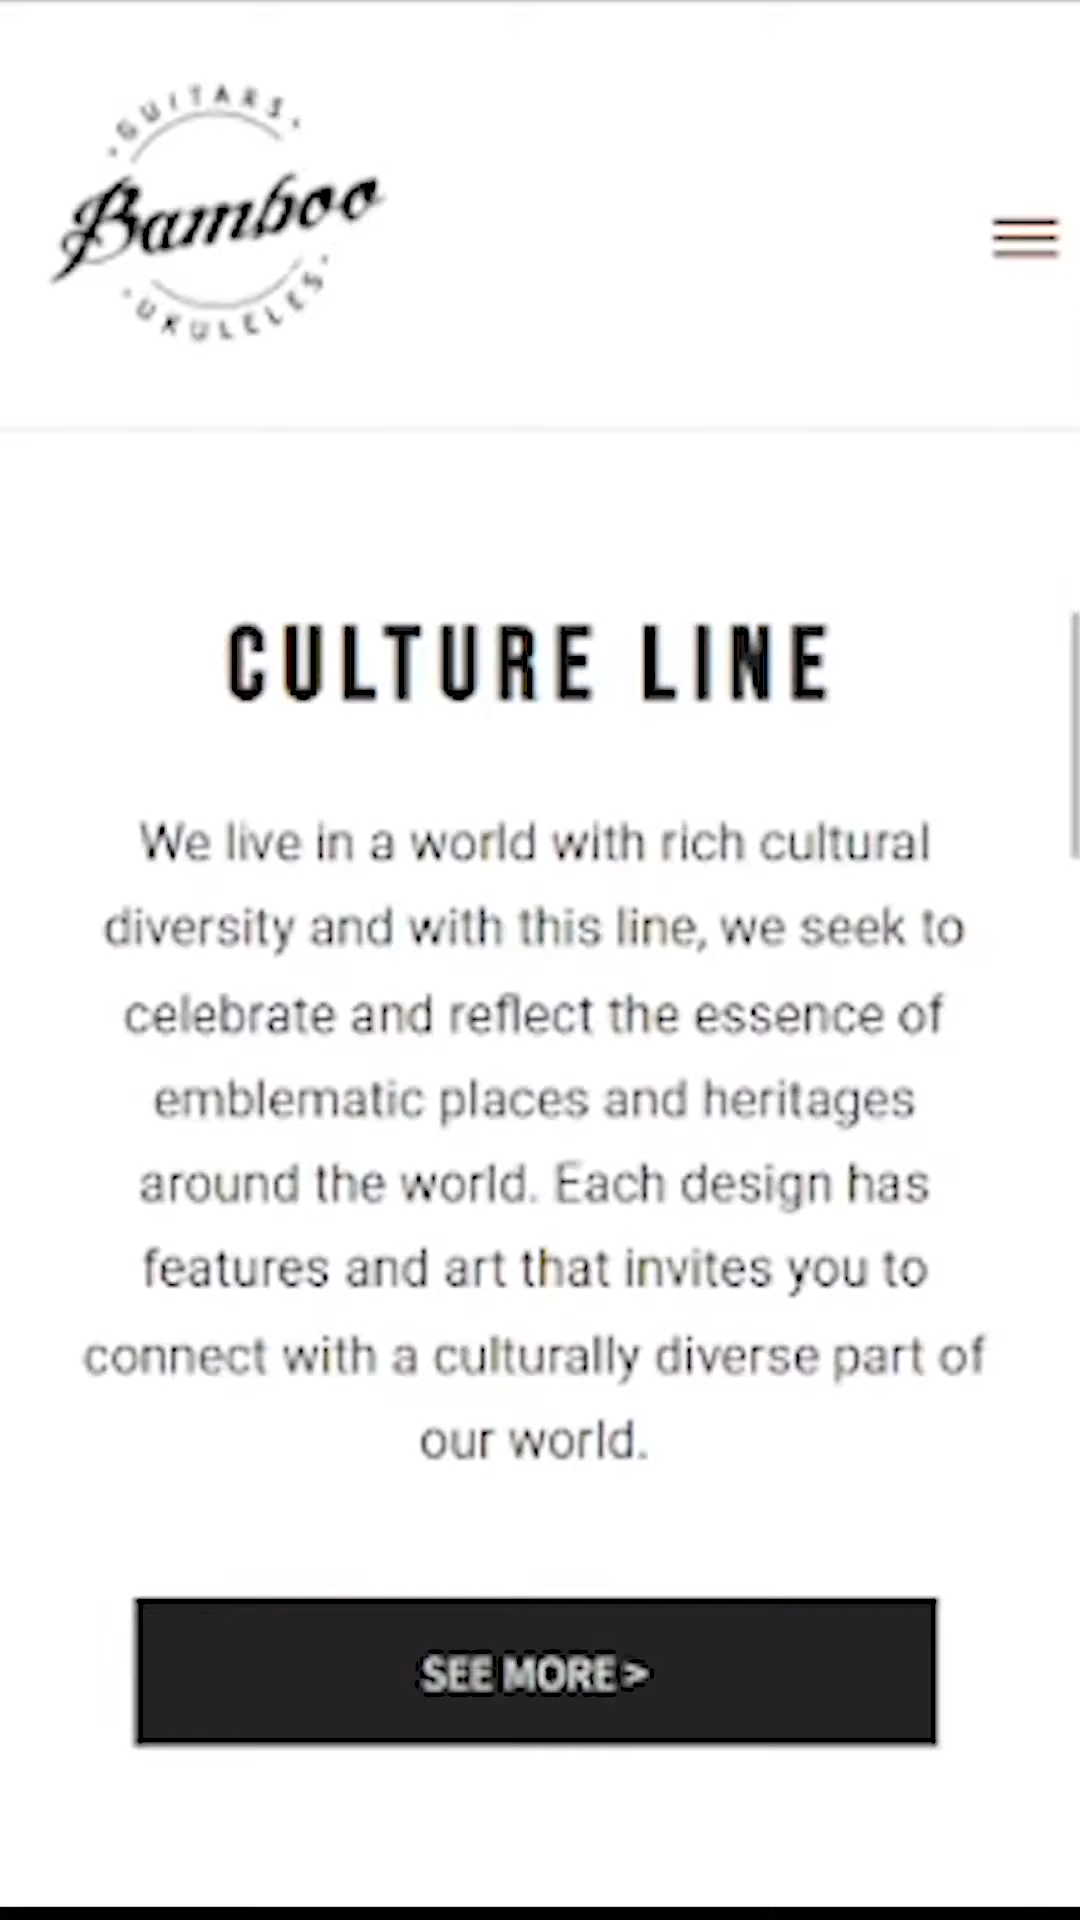 GUITARS
Bamboo
UKULELES
CULTURE LINE
We live in a world with rich cultural
diversity and with this line, we seek to
celebrate and reflect the essence of
emblematic places and heritages
around the world. Each design has
features and art that invites you to
connect with a culturally diverse part of
our world.
SEE MORE >